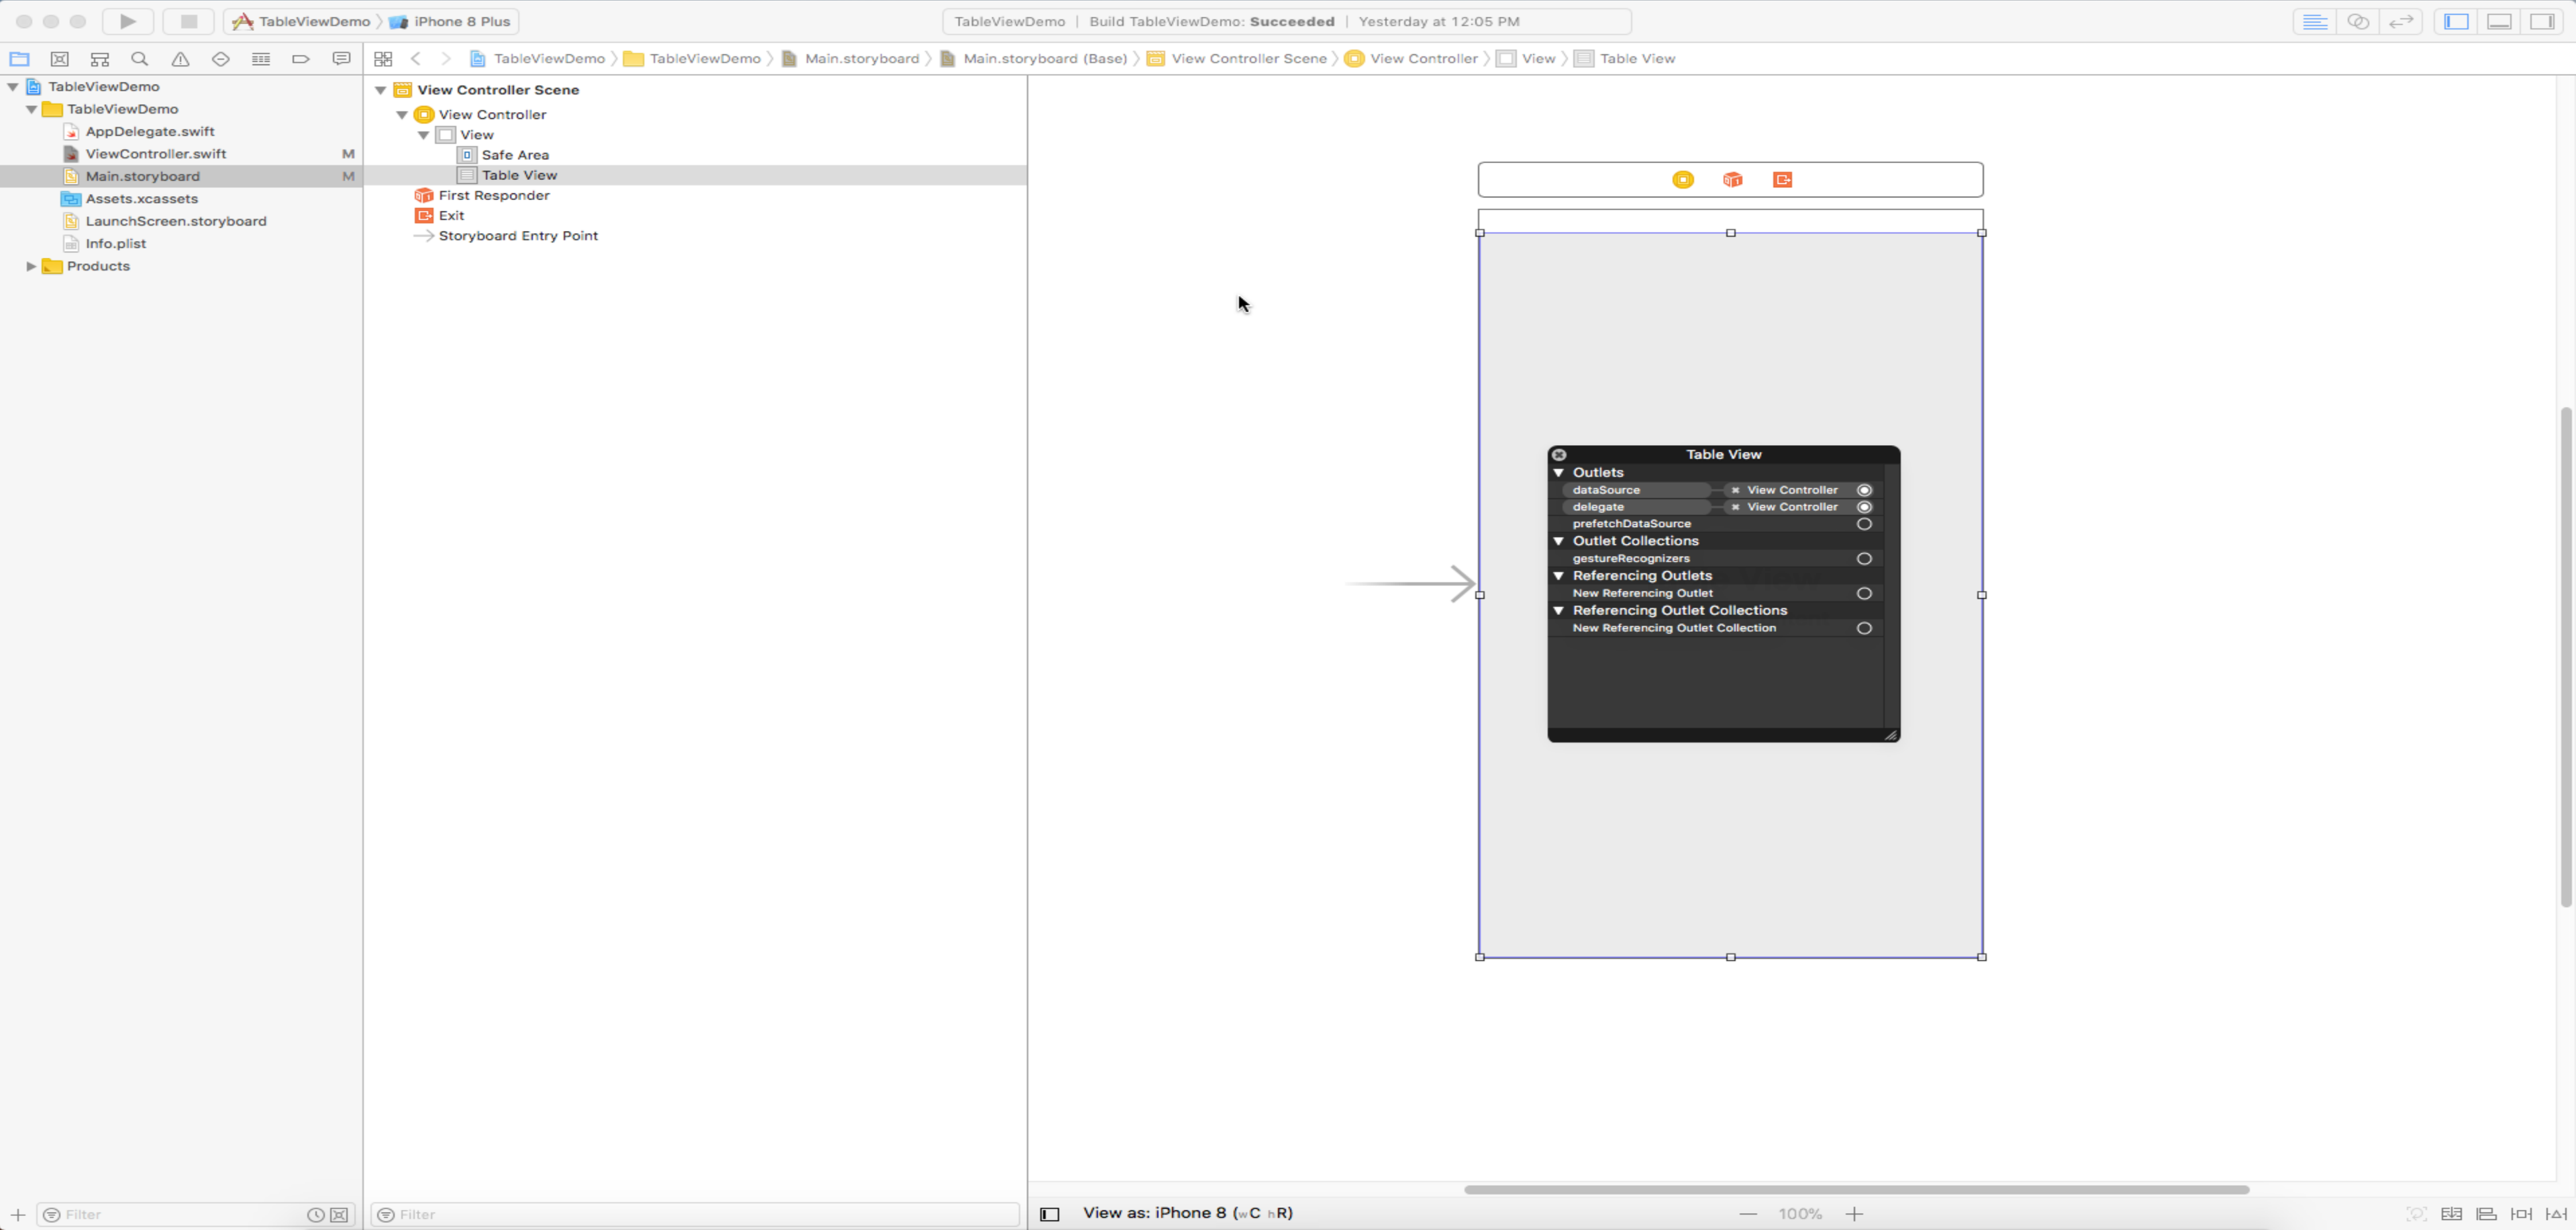 TableViewDemo iPhone 8 Plus
TableViewDemo | Build TableViewDemo: Succeeded | Yesterday at 12:05 PM
TableViewDemo TableViewDemo Main.storyboard Main.storyboard (Base) View Controller Scene View Controller View Table View
TableViewDemo
TableViewDemo
AppDelegate.swift
ViewController.swift M
Main.storyboard M
Assets.xcassets
LaunchScreen.storyboard
Info.plist
Products
View Controller Scene
View Controller
View
Safe Area
Table View
First Responder
Exit
Storyboard Entry Point
Table View
Outlets
dataSource View Controller
delegate View Controller
prefetchDataSource
Outlet Collections
gestureRecognizers
Referencing Outlets
New Referencing Outlet
Referencing Outlet Collections
New Referencing Outlet Collection
Filter
Filter
View as: iPhone 8 (wC hR)
100%